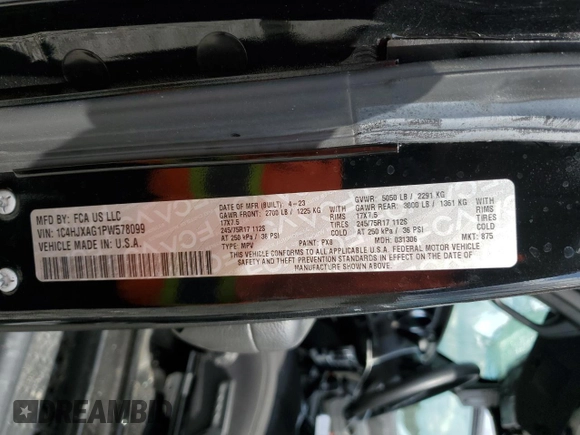 MFD BY: FCA US LLC
VIN: 1C4HJXAG1PW578099
VEHICLE MADE IN: U.S.A.
DATE OF MFR (BUILT): 4-23
GAWR FRONT: 2700 LB / 1225 KG WITH
17X7.5 RIMS
245/75R17 112S TIRES
AT 250 kPa / 36 PSI COLD
TYPE: MPV PAINT: PX8
GVWR: 5050 LB / 2291 KG
GAWR REAR: 3000 LB / 1361 KG WITH
17X7.5 RIMS
245/75R17 112S TIRES
AT 250 kPa / 36 PSI COLD
MDH: 031306 MKT: 875
THIS VEHICLE CONFORMS TO ALL APPLICABLE U.S.A. FEDERAL MOTOR VEHICLE
SAFETY AND THEFT PREVENTION STANDARDS IN EFFECT ON THE DATE OF
MANUFACTURE SHOWN ABOVE.
DREAMBID